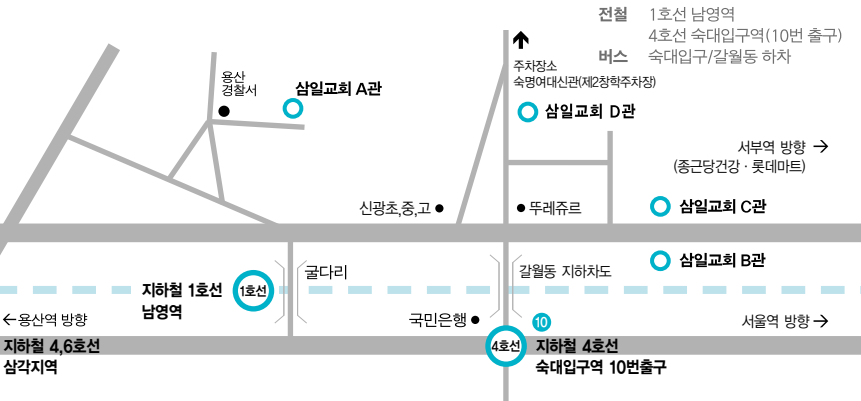 전철 1호선 남영역
4호선 숙대입구역(10번 출구)
버스 숙대입구/갈월동 하차
주차장소
숙명여대신관(제2창학주차장)
용산
경찰서
삼일교회 A관
삼일교회 D관
서부역 방향 →
(종근당건강 · 롯데마트)
신광초,중,고
뚜레쥬르
삼일교회 C관
삼일교회 B관
굴다리
갈월동 지하차도
지하철 1호선
남영역
1호선
←용산역 방향
국민은행
10
서울역 방향→
지하철 4,6호선
삼각지역
4호선
지하철 4호선
숙대입구역 10번출구